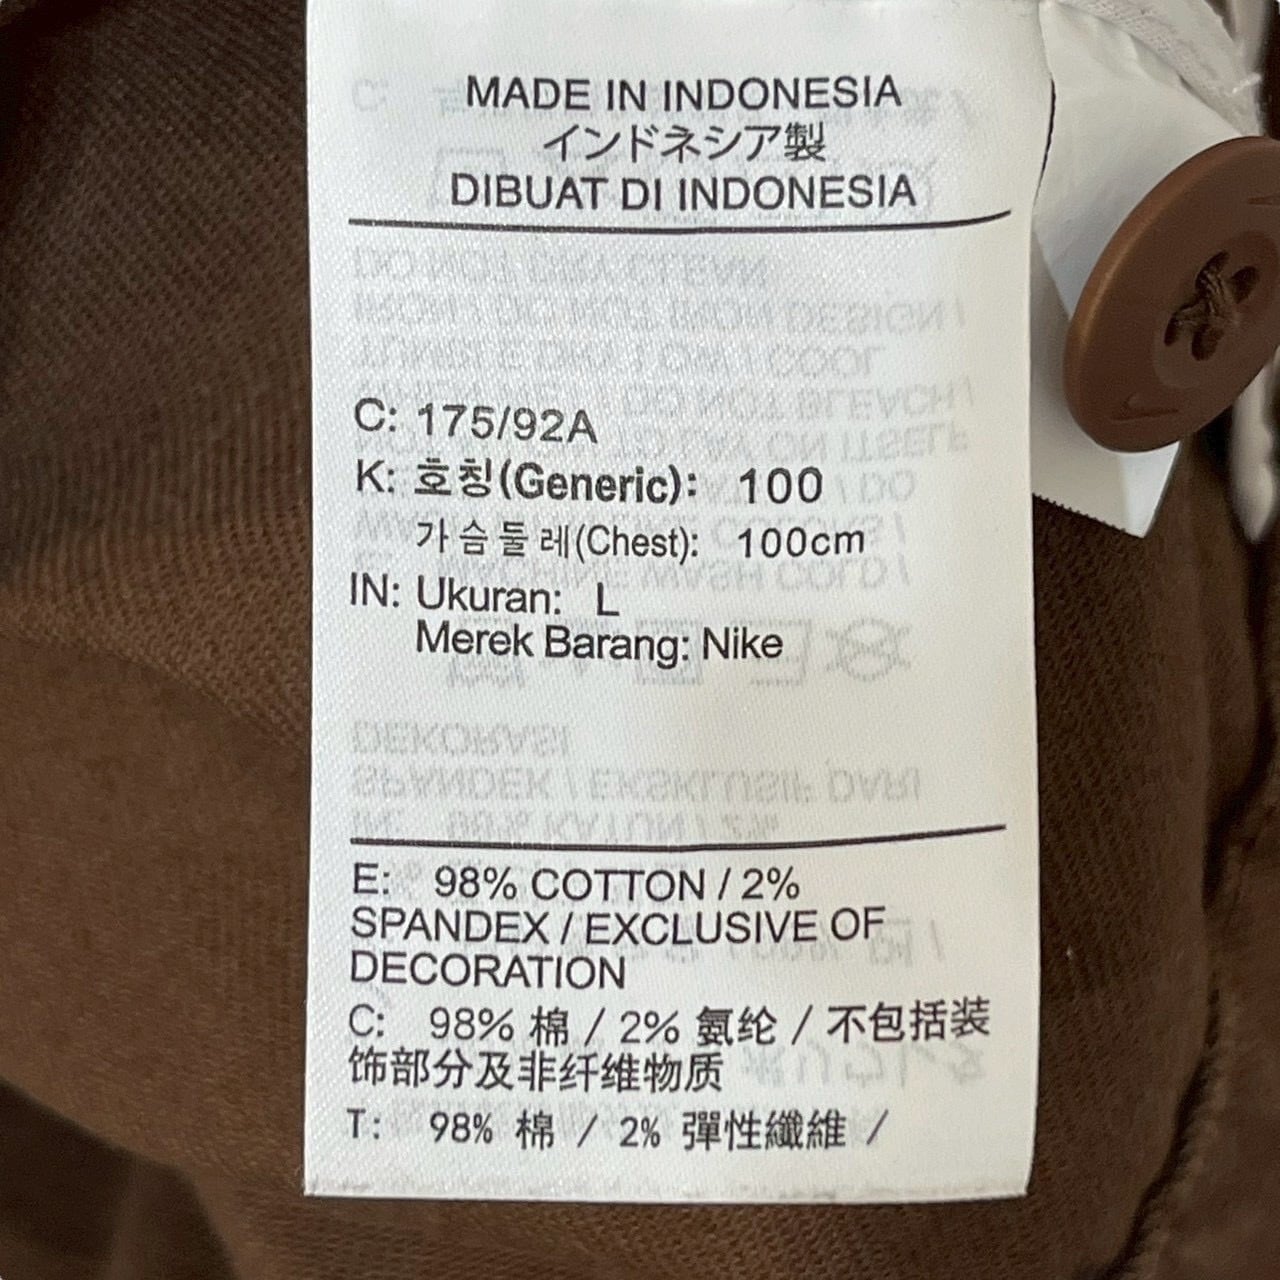 MADE IN INDONESIA
インドネシア製
DIBUAT DI INDONESIA
C: 175/92A
K: 호칭(Generic): 100
가슴둘레(Chest): 100cm
IN: Ukuran: L
Merek Barang: Nike
E: 98% COTTON / 2%
SPANDEX / EXCLUSIVE OF
DECORATION
C: 98% 棉 / 2% 氨纶 / 不包括装
饰部分及非纤维物质
T: 98% 棉 / 2% 彈性纖維 /